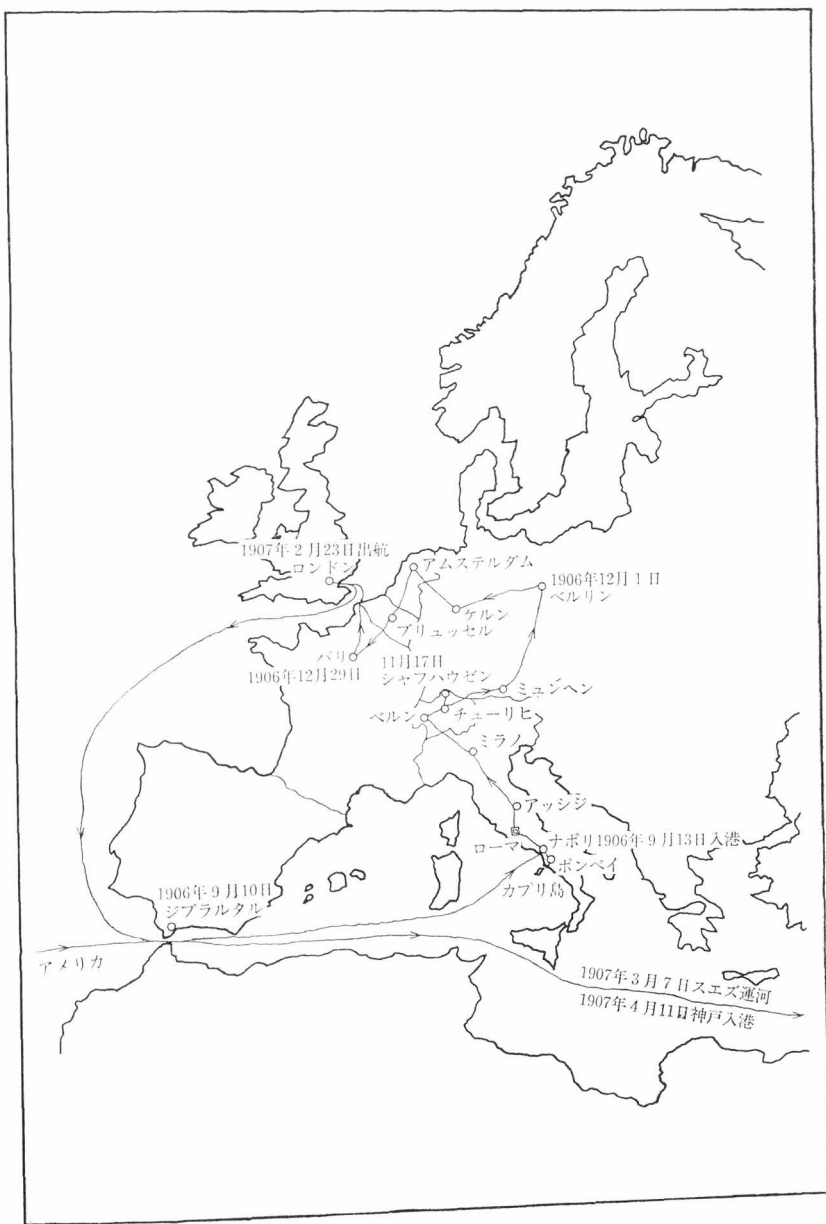 1907年2月23日出航
ロンドン
アムステルダム
1906年12月1日
ベルリン
ケルン
ブリュッセル
パリ
1906年12月29日
11月17日
シャフハウゼン
ミュンヘン
ベルン
チューリヒ
ミラノ
アッシジ
ローマ
ナポリ1906年9月13日入港
ポンペイ
カプリ島
1906年9月10日
ジブラルタル
アメリカ
1907年3月7日スエズ運河
1907年4月11日神戸入港